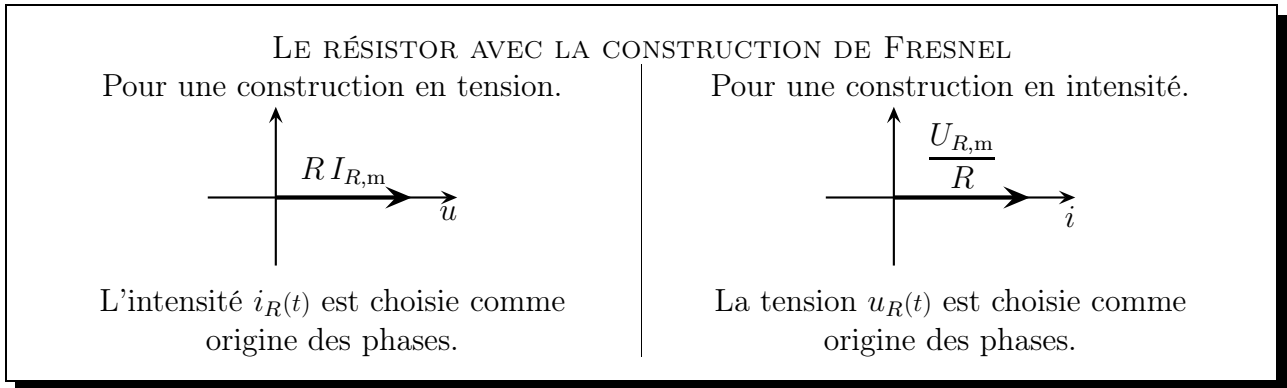 LE RÉSISTOR AVEC LA CONSTRUCTION DE FRESNEL
Pour une construction en tension.
R I_{R,m}
u
L'intensité i_R(t) est choisie comme
origine des phases.
Pour une construction en intensité.
U_{R,m}
R
i
La tension u_R(t) est choisie comme
origine des phases.